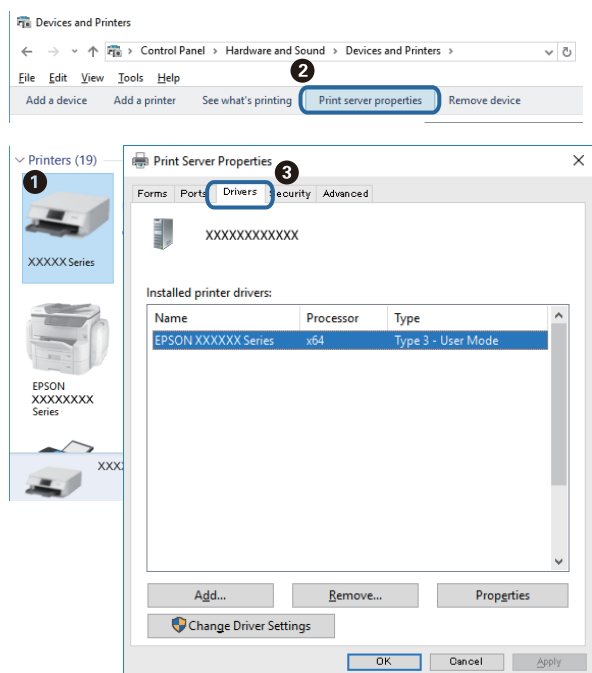 Devices and Printers
Control Panel > Hardware and Sound > Devices and Printers >
File Edit View Tools Help
2
Add a device Add a printer See what's printing Print server properties Remove device
Printers (19)
1
XXXXX Series
EPSON
XXXXXXXX
Series
XXX
Print Server Properties
3
Forms Ports Drivers Security Advanced
XXXXXXXXXXXX
Installed printer drivers:
Name Processor Type
EPSON XXXXXX Series x64 Type 3 - User Mode
Add... Remove... Properties
Change Driver Settings
OK Cancel Apply